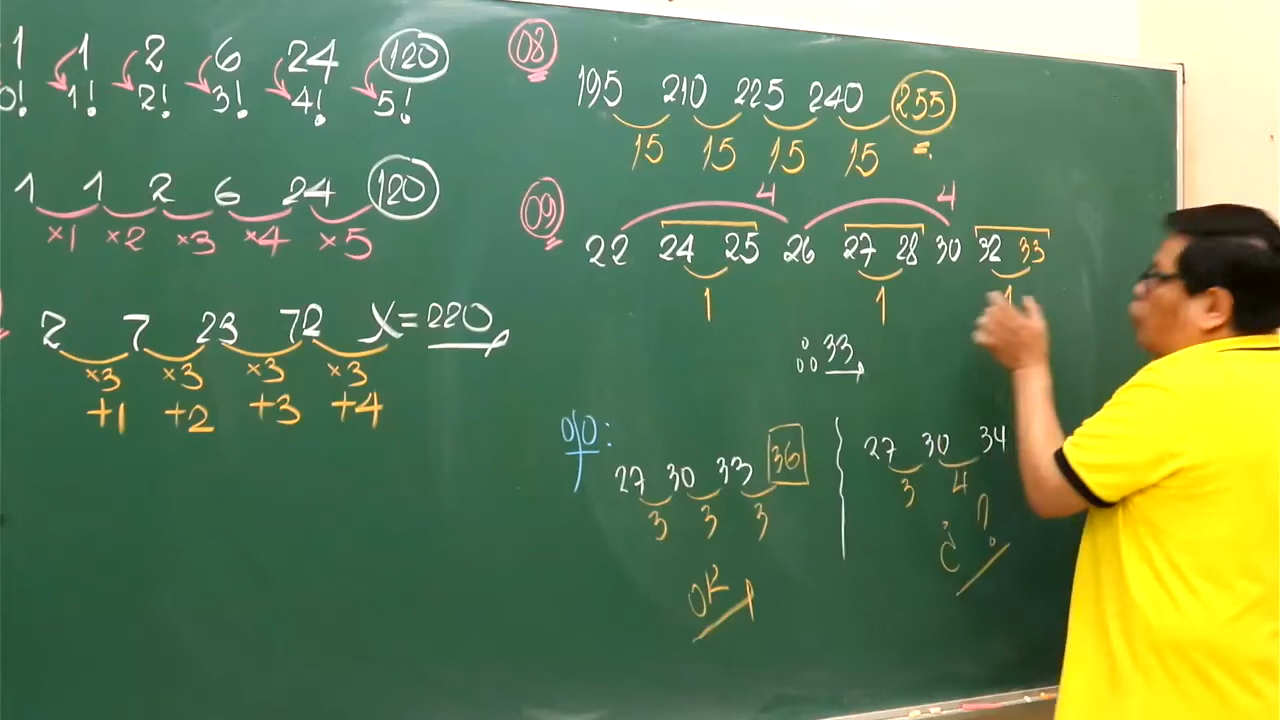 1 1 2 6 24 120
0! 1! 2! 3! 4! 5!
1 1 2 6 24 120
×1 ×2 ×3 ×4 ×5
2 7 23 72 X = 220
×3 ×3 ×3 ×3
+1 +2 +3 +4
08
195 210 225 240 255
15 15 15 15
09
4 4
22 24 25 26 27 28 30 32 33
1 1 1
∴ 33
ojo:
27 30 33 36
3 3 3
OK
27 30 34
3 4
¿ ?